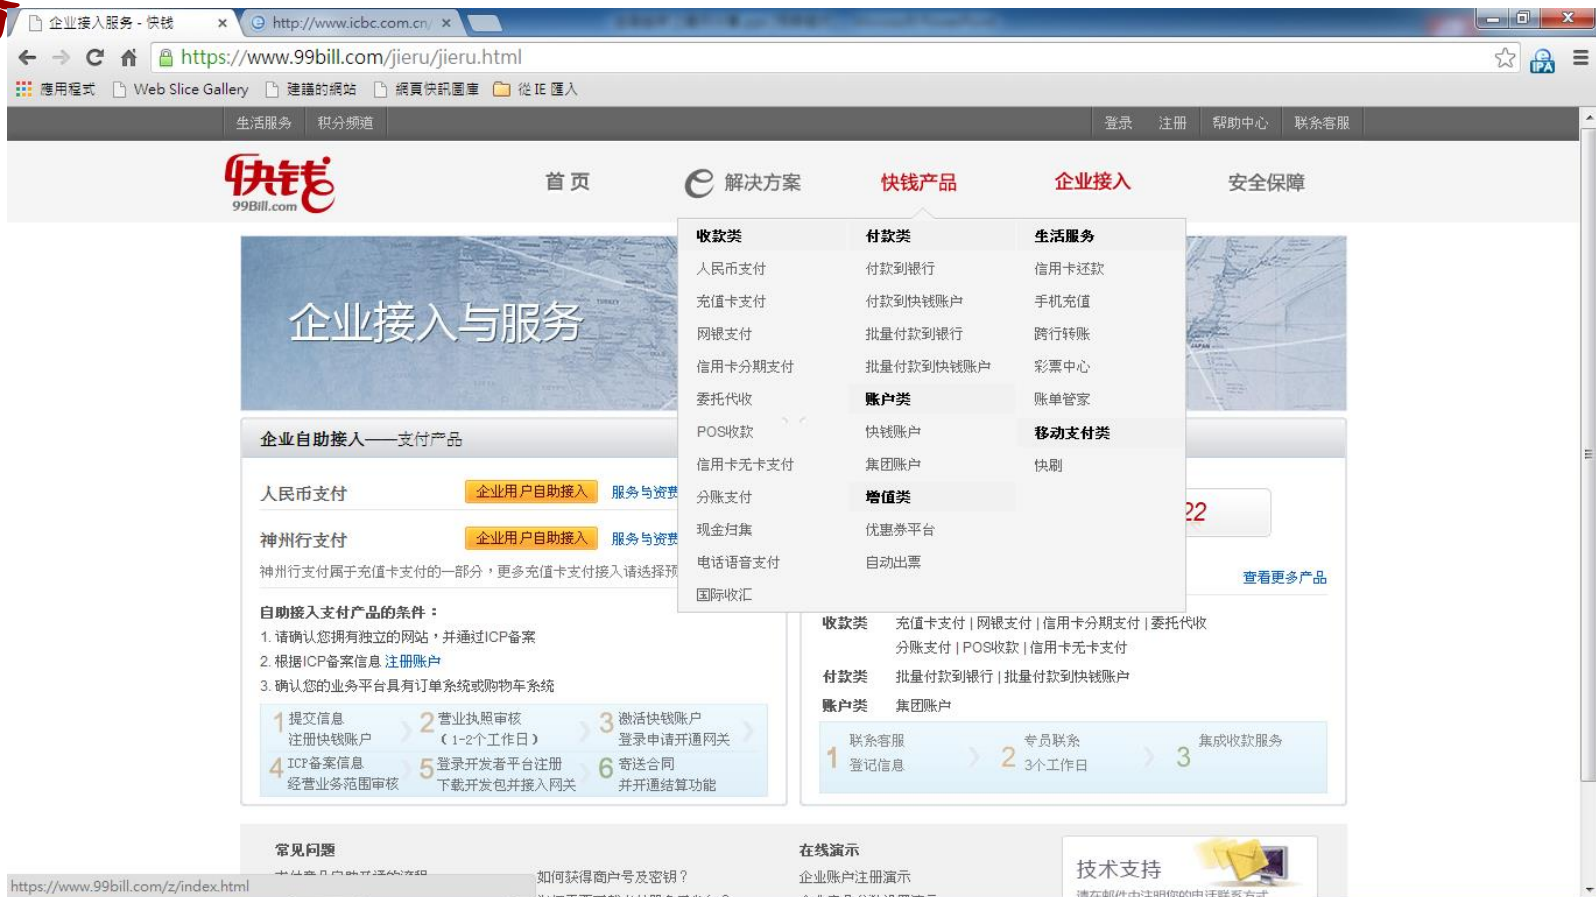 企业接入服务 - 快钱
http://www.icbc.com.cn/
https://www.99bill.com/jieru/jieru.html
應用程式 Web Slice Gallery 建議的網站 網頁快訊圖庫 從 IE 匯入
生活服务 积分频道 登录 注册 帮助中心 联系客服
快钱
99Bill.com
首页 解决方案 快钱产品 企业接入 安全保障
收款类 付款类 生活服务
人民币支付 付款到银行 信用卡还款
充值卡支付 付款到快钱账户 手机充值
网银支付 批量付款到银行 跨行转账
信用卡分期支付 批量付款到快钱账户 彩票中心
委托代收 账户类 账单管家
POS收款 快钱账户 移动支付类
信用卡无卡支付 集团账户 快刷
分账支付 增值类
现金归集 优惠券平台
电话语音支付 自动出票
国际收汇
企业接入与服务
企业自助接入——支付产品
人民币支付 企业用户自助接入 服务与资费
神州行支付 企业用户自助接入 服务与资费
神州行支付属于充值卡支付的一部分，更多充值卡支付接入请选择预
自助接入支付产品的条件：
1. 请确认您拥有独立的网站，并通过ICP备案
2. 根据ICP备案信息 注册账户
3. 确认您的业务平台具有订单系统或购物车系统
1 提交信息
注册快钱账户
2 营业执照审核
（1-2个工作日）
3 激活快钱账户
登录申请开通网关
4 ICP备案信息
经营业务范围审核
5 登录开发者平台注册
下载开发包并接入网关
6 寄送合同
并开通结算功能
22
查看更多产品
收款类 充值卡支付 | 网银支付 | 信用卡分期支付 | 委托代收
分账支付 | POS收款 | 信用卡无卡支付
付款类 批量付款到银行 | 批量付款到快钱账户
账户类 集团账户
1 联系客服
登记信息
2 专员联系
3个工作日
3 集成收款服务
常见问题 在线演示
如何获得商户号及密钥？ 企业账户注册演示
技术支持
请在邮件中注明您的电话联系方式
https://www.99bill.com/z/index.html